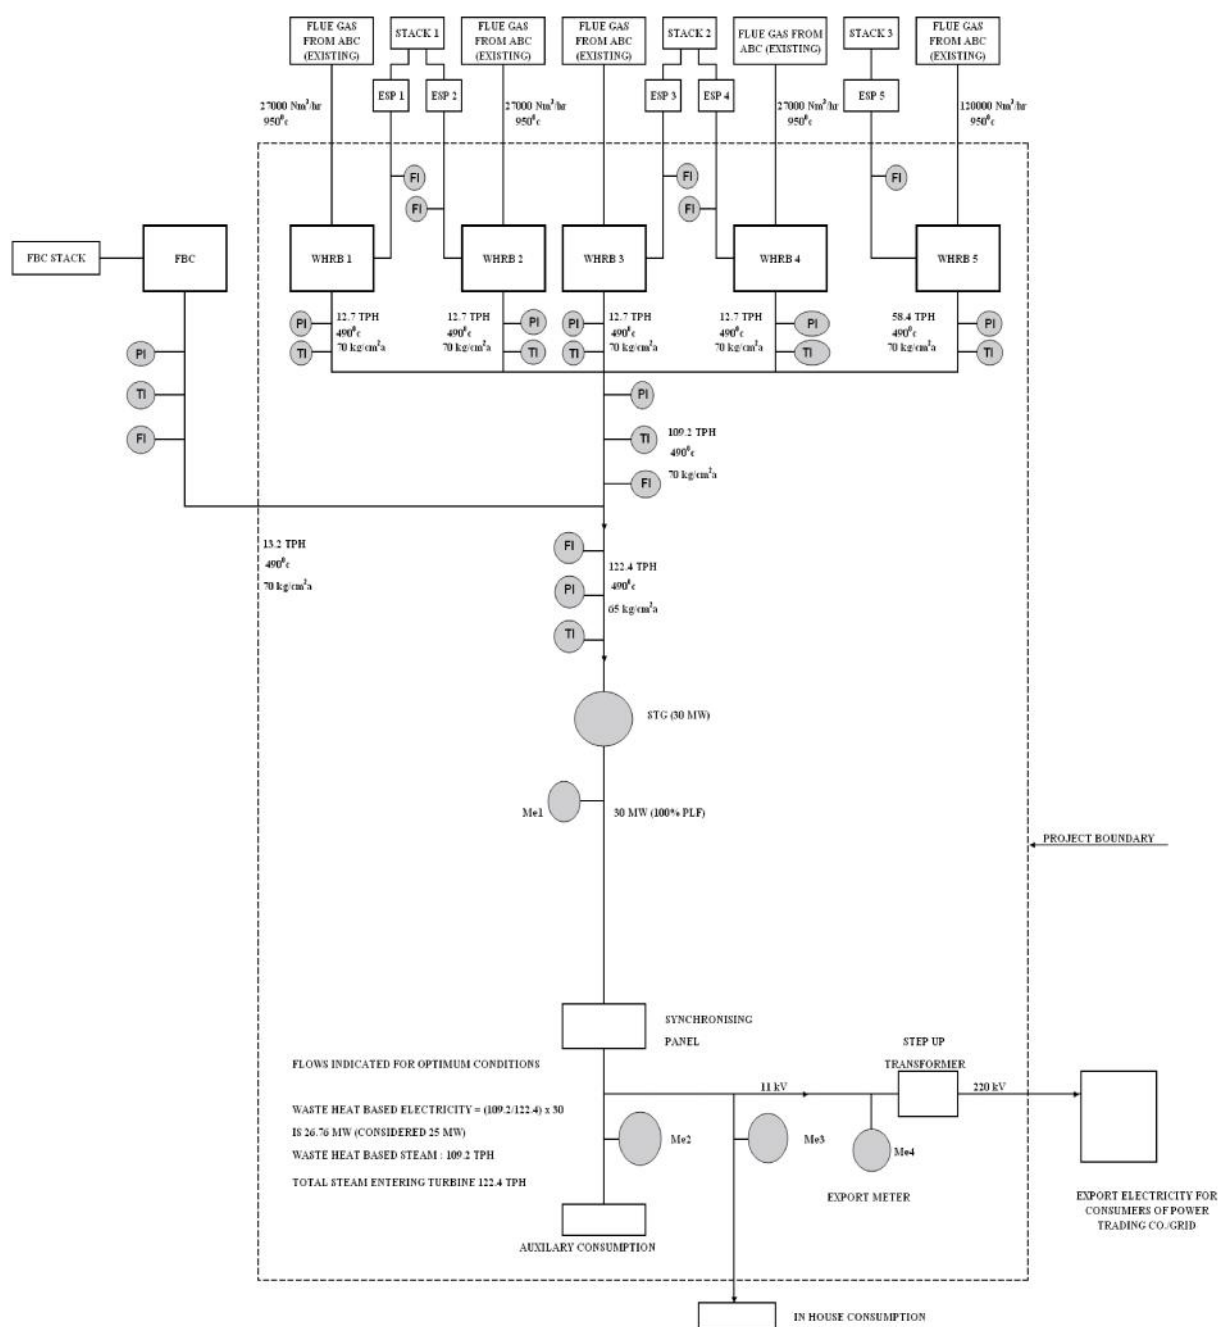 FLUE GAS
FROM ABC
(EXISTING)
STACK 1
FLUE GAS
FROM ABC
(EXISTING)
FLUE GAS
FROM ABC
(EXISTING)
STACK 2
FLUE GAS FROM
ABC (EXISTING)
STACK 3
FLUE GAS
FROM ABC
(EXISTING)
ESP 1
ESP 2
ESP 3
ESP 4
ESP 5
27000 Nm³/hr
950⁰c
27000 Nm³/hr
950⁰c
27000 Nm³/hr
950⁰c
120000 Nm³/hr
950⁰c
FI
FI
FI
FI
FI
FBC STACK
FBC
WHRB 1
WHRB 2
WHRB 3
WHRB 4
WHRB 5
PI
TI
12.7 TPH
490⁰c
70 kg/cm²a
12.7 TPH
490⁰c
70 kg/cm²a
PI
TI
PI
TI
12.7 TPH
490⁰c
70 kg/cm²a
12.7 TPH
490⁰c
70 kg/cm²a
PI
TI
58.4 TPH
490⁰c
70 kg/cm²a
PI
TI
PI
TI
FI
PI
TI
FI
109.2 TPH
490⁰c
70 kg/cm²a
13.2 TPH
490⁰c
70 kg/cm²a
FI
PI
TI
122.4 TPH
490⁰c
65 kg/cm²a
STG (30 MW)
Me1
30 MW (100% PLF)
PROJECT BOUNDARY
SYNCHRONISING
PANEL
STEP UP
TRANSFORMER
11 kV
220 kV
FLOWS INDICATED FOR OPTIMUM CONDITIONS
WASTE HEAT BASED ELECTRICITY = (109.2/122.4) x 30
IS 26.76 MW (CONSIDERED 25 MW)
WASTE HEAT BASED STEAM : 109.2 TPH
TOTAL STEAM ENTERING TURBINE 122.4 TPH
Me2
Me3
Me4
EXPORT METER
AUXILARY CONSUMPTION
EXPORT ELECTRICITY FOR
CONSUMERS OF POWER
TRADING CO./GRID
IN HOUSE CONSUMPTION